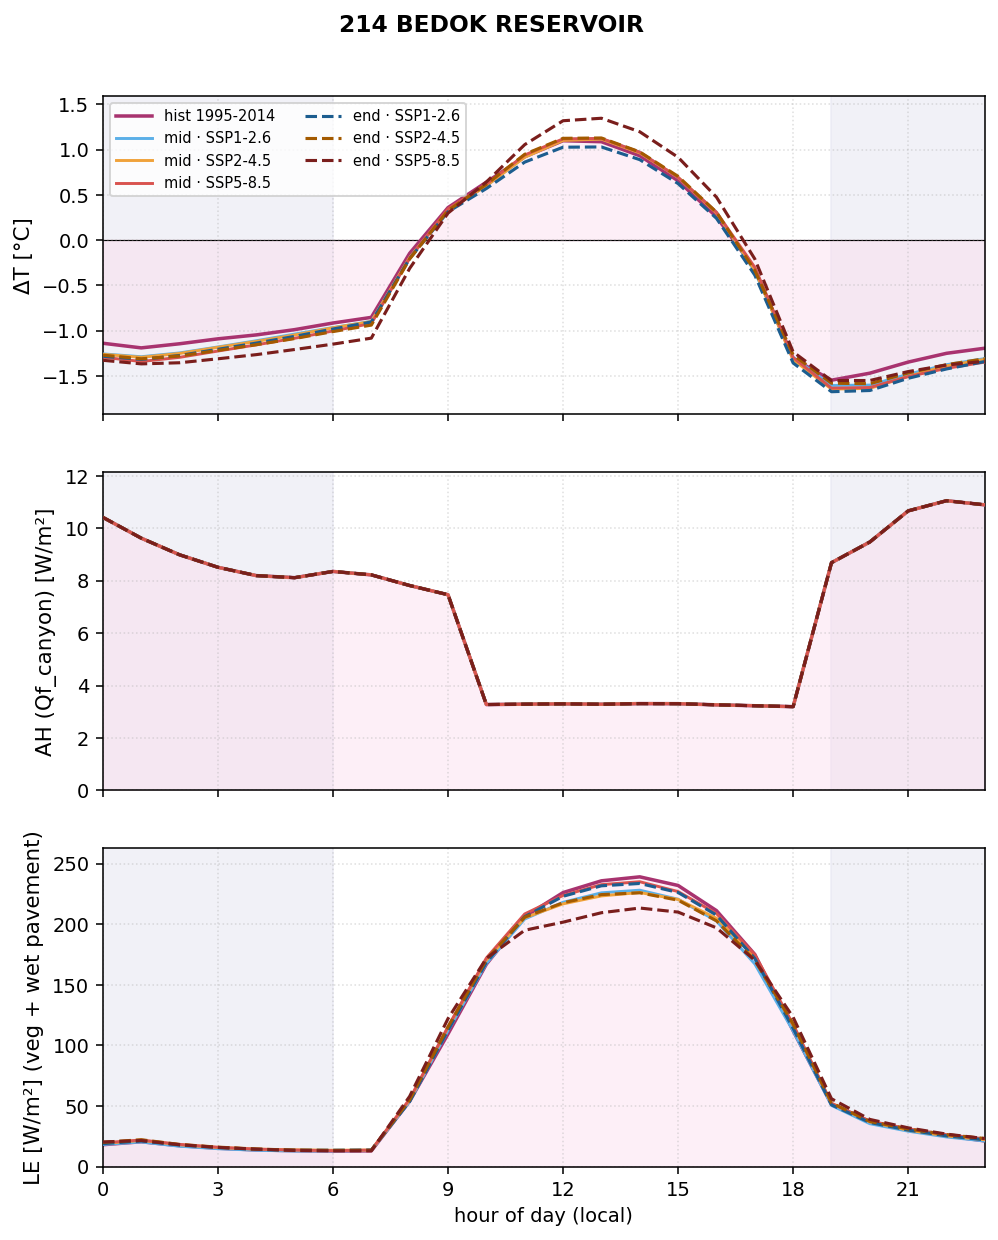 214 BEDOK RESERVOIR
ΔT [°C]
1.5
1.0
0.5
0.0
−0.5
−1.0
−1.5
hist 1995-2014
mid · SSP1-2.6
mid · SSP2-4.5
mid · SSP5-8.5
end · SSP1-2.6
end · SSP2-4.5
end · SSP5-8.5
AH (Qf_canyon) [W/m²]
12
10
8
6
4
2
0
LE [W/m²] (veg + wet pavement)
250
200
150
100
50
0
0 3 6 9 12 15 18 21
hour of day (local)